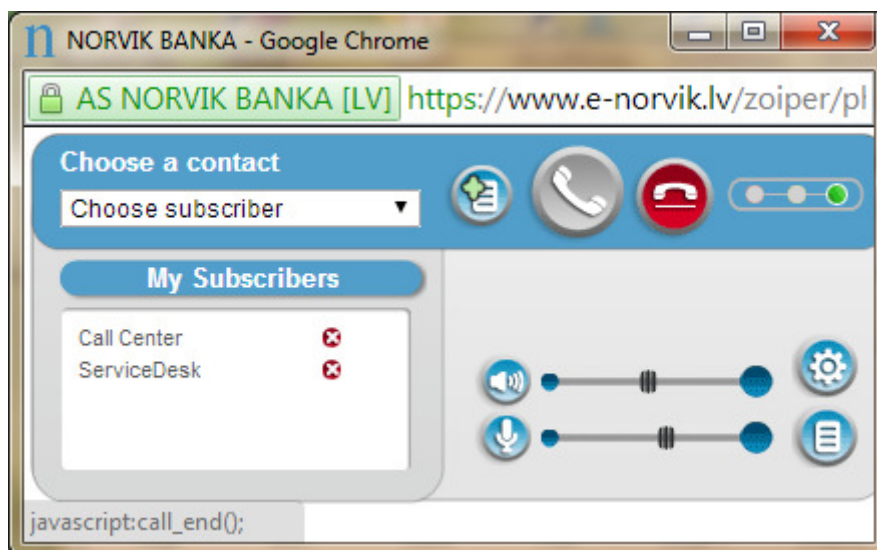 n NORVIK BANKA - Google Chrome
AS NORVIK BANKA [LV] https://www.e-norvik.lv/zoiper/pl
Choose a contact
Choose subscriber
My Subscribers
Call Center
ServiceDesk
javascript:call_end();